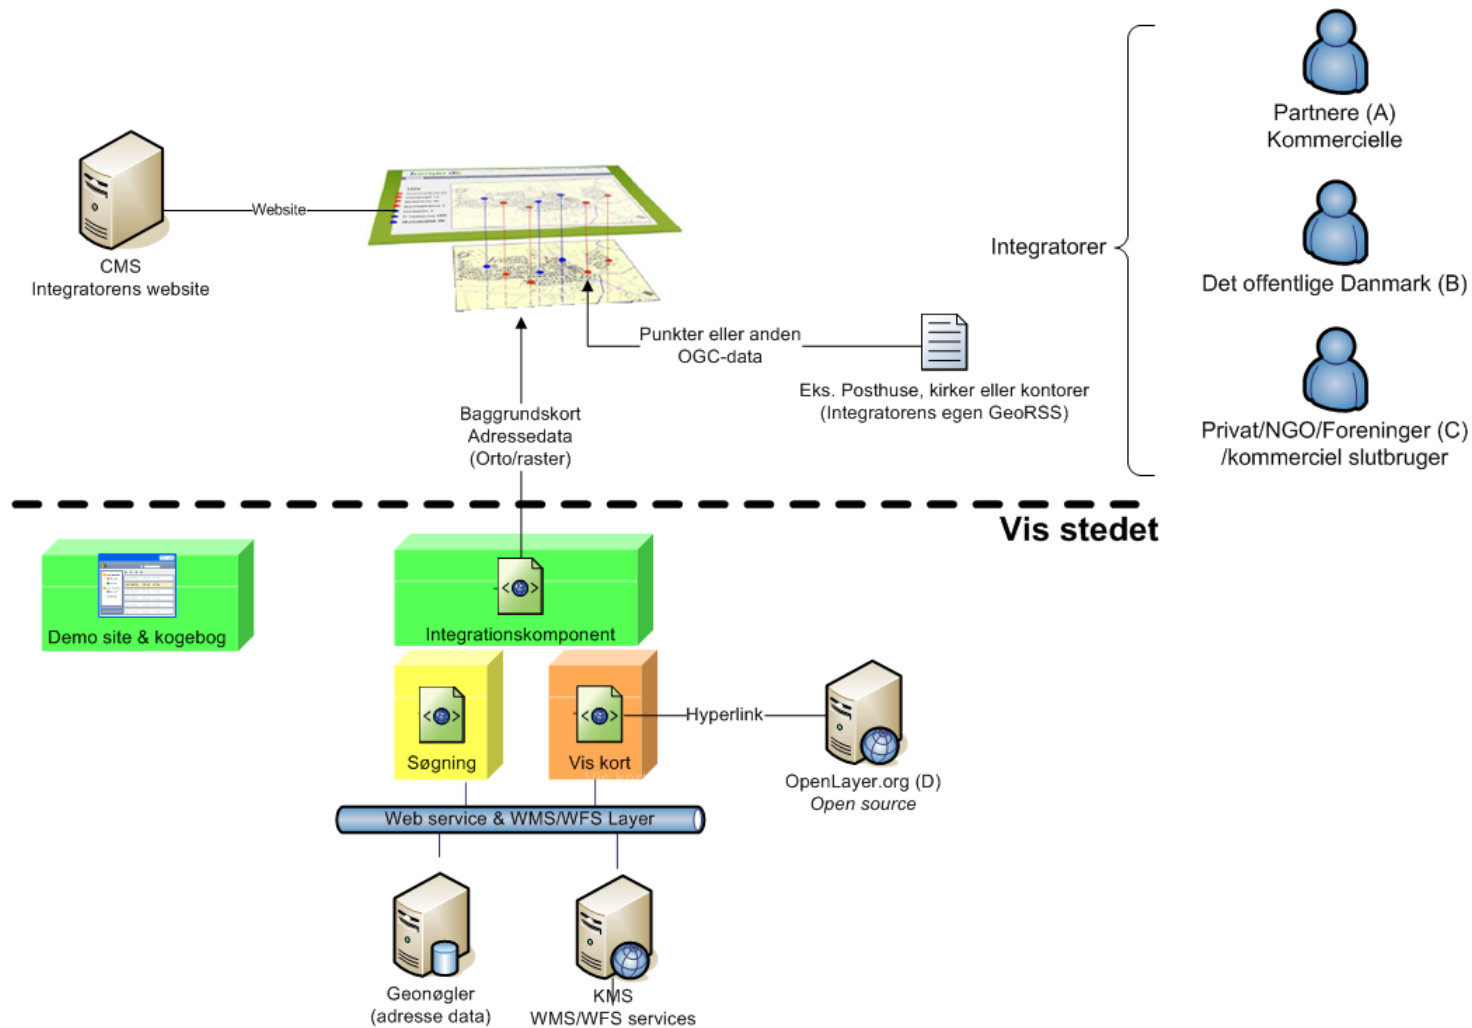 Partnere (A)
Kommercielle
Website
Integratorer
CMS
Integratorens website
Det offentlige Danmark (B)
Punkter eller anden
OGC-data
Eks. Posthuse, kirker eller kontorer
(Integratorens egen GeoRSS)
Baggrundskort
Adressedata
(Orto/raster)
Privat/NGO/Foreninger (C)
/kommerciel slutbruger
Vis stedet
Demo site & kogebog
Integrationskomponent
Hyperlink
Søgning
Vis kort
OpenLayer.org (D)
Open source
Web service & WMS/WFS Layer
Geonøgler
(adresse data)
KMS
WMS/WFS services